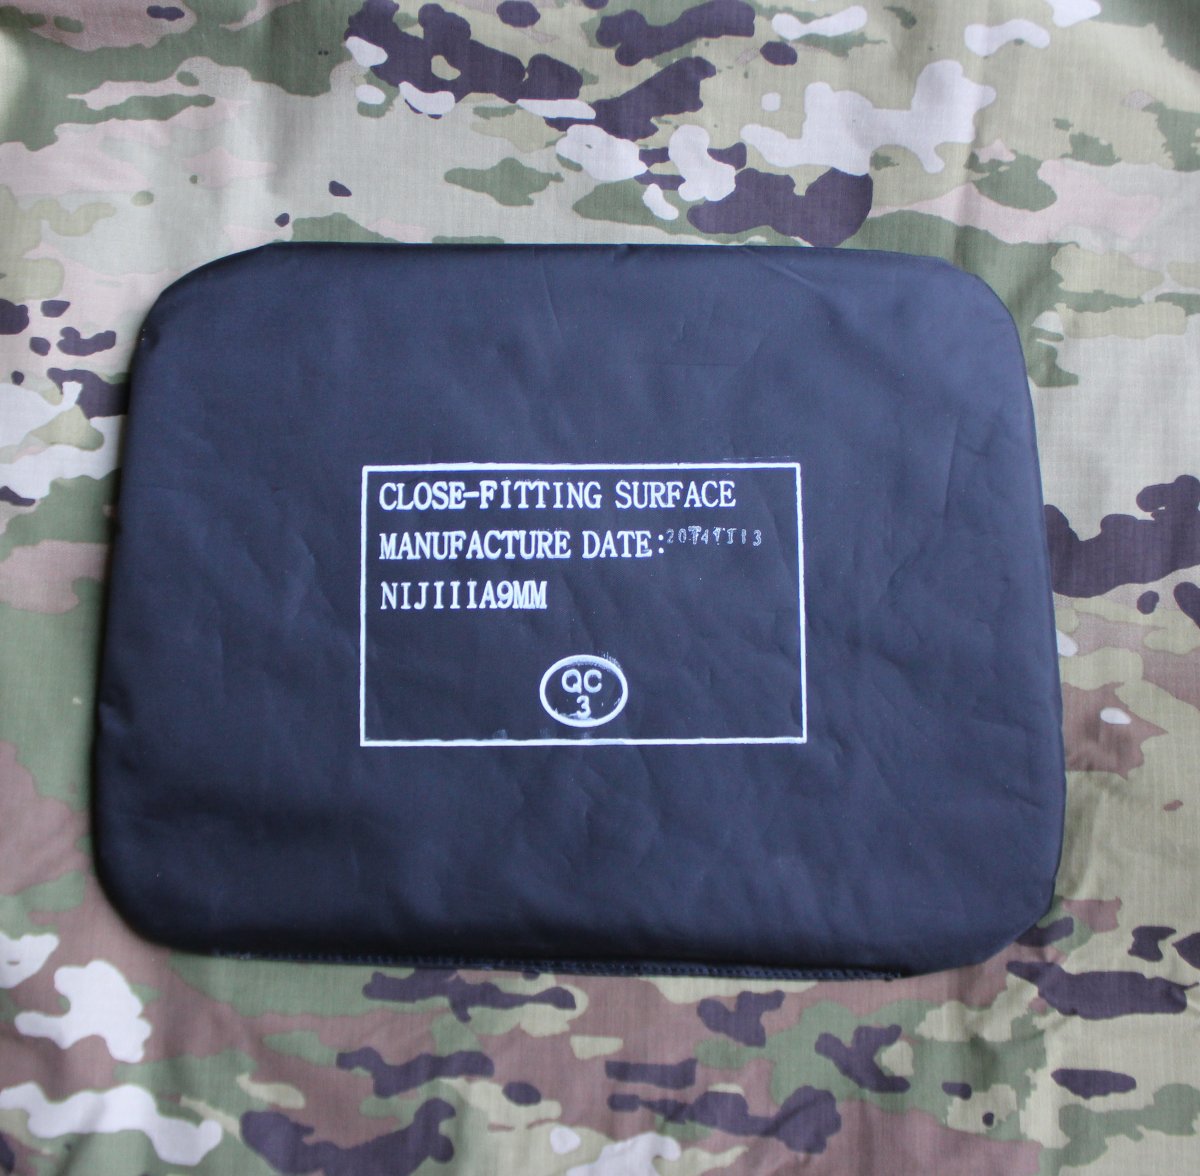 CLOSE-FITTING SURFACE
MANUFACTURE DATE:
NIJIIIA9MM
QC
3